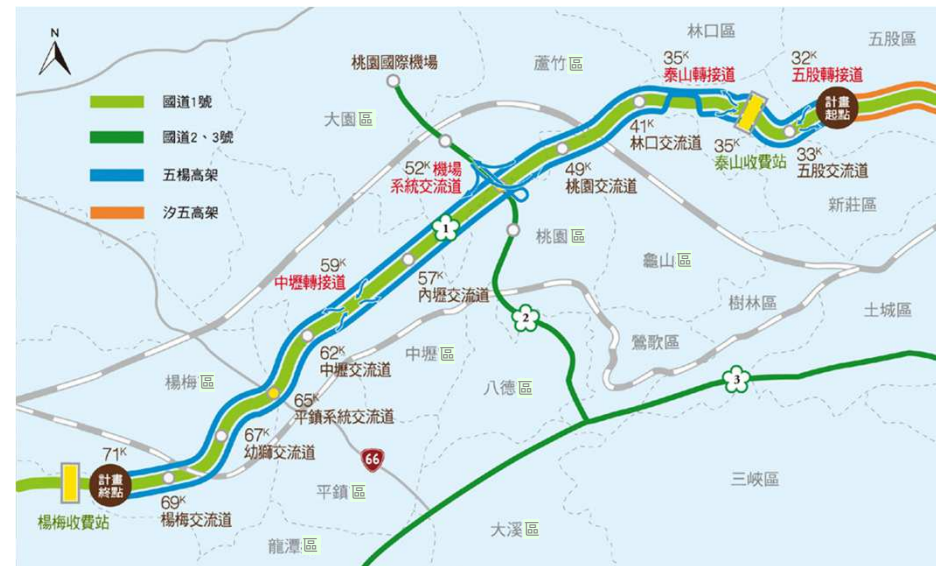 N
國道1號
國道2、3號
五楊高架
汐五高架
桃園國際機場
蘆竹區
林口區
五股區
大園區
35K
泰山轉接道
32K
五股轉接道
計畫
起點
41K
林口交流道
35K
泰山收費站
33K
五股交流道
52K 機場
系統交流道
49K
桃園交流道
新莊區
1
桃園區
龜山區
59K
中壢轉接道
57K
內壢交流道
樹林區
土城區
2
鶯歌區
62K
中壢交流道
中壢區
楊梅區
八德區
3
65K
平鎮系統交流道
67K
幼獅交流道
66
71K
計畫
終點
三峽區
平鎮區
69K
楊梅交流道
楊梅收費站
大溪區
龍潭區